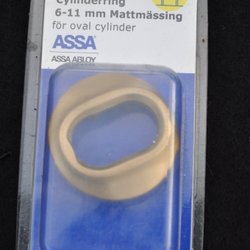 Cylinderring
6-11 mm Mattmässing
för oval cylinder
ASSA
ASSA ABLOY